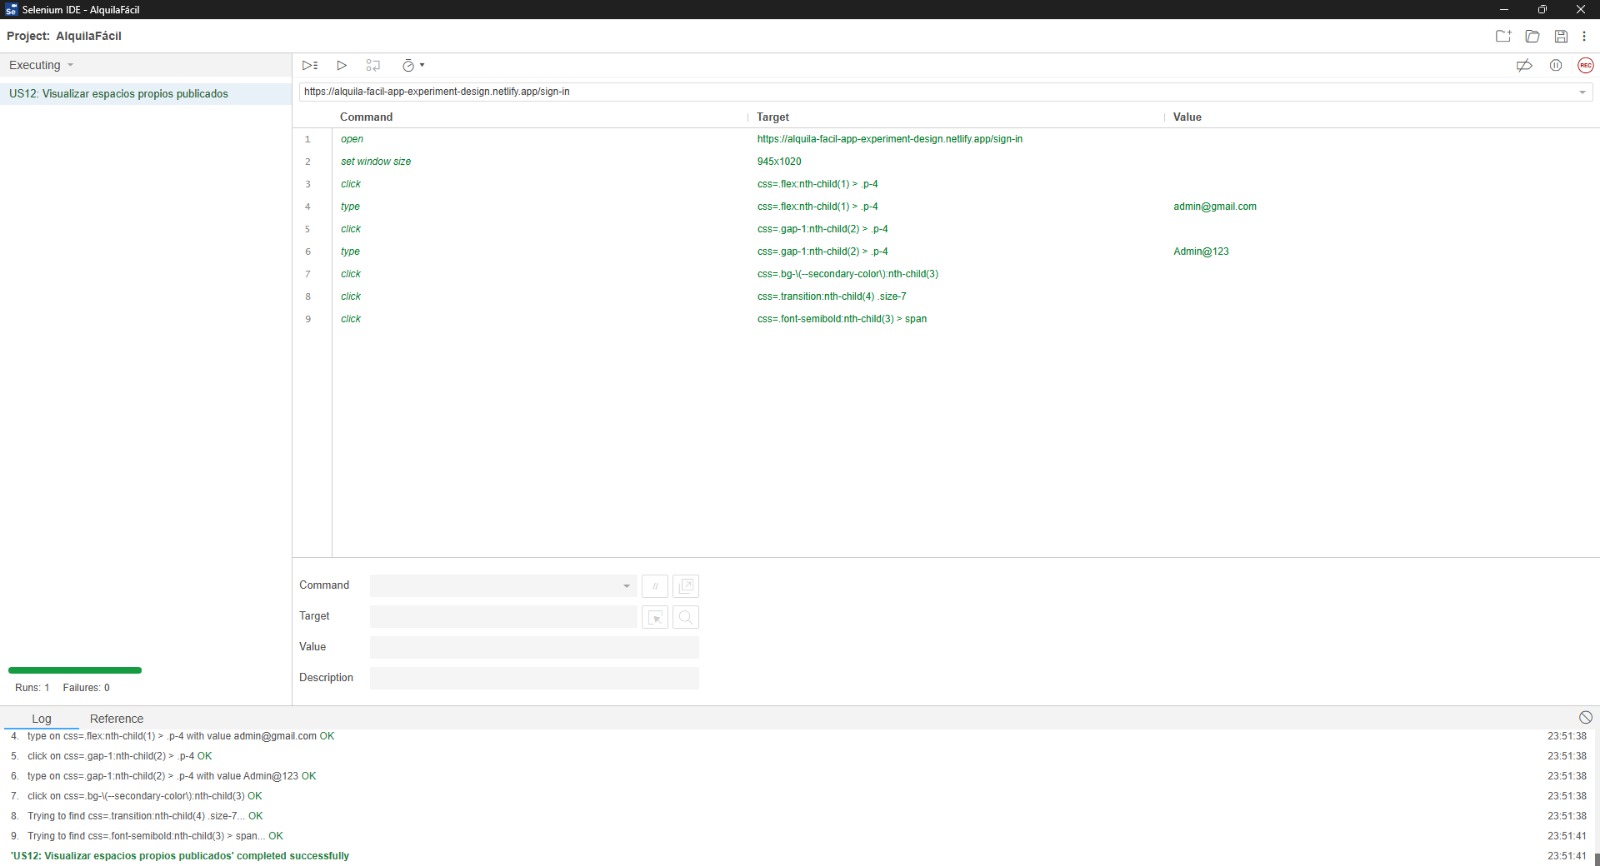 Selenium IDE - AlquilaFácil
Project: AlquilaFácil
Executing
US12: Visualizar espacios propios publicados
REC
https://alquila-facil-app-experiment-design.netlify.app/sign-in
Command Target Value
1 open https://alquila-facil-app-experiment-design.netlify.app/sign-in
2 set window size 945x1020
3 click css=.flex:nth-child(1) > .p-4
4 type css=.flex:nth-child(1) > .p-4 admin@gmail.com
5 click css=.gap-1:nth-child(2) > .p-4
6 type css=.gap-1:nth-child(2) > .p-4 Admin@123
7 click css=.bg-\(--secondary-color\):nth-child(3)
8 click css=.transition:nth-child(4) .size-7
9 click css=.font-semibold:nth-child(3) > span
Command //
Target
Value
Description
Runs: 1 Failures: 0
Log Reference
4. type on css=.flex:nth-child(1) > .p-4 with value admin@gmail.com OK 23:51:38
5. click on css=.gap-1:nth-child(2) > .p-4 OK 23:51:38
6. type on css=.gap-1:nth-child(2) > .p-4 with value Admin@123 OK 23:51:38
7. click on css=.bg-\(--secondary-color\):nth-child(3) OK 23:51:38
8. Trying to find css=.transition:nth-child(4) .size-7... OK 23:51:38
9. Trying to find css=.font-semibold:nth-child(3) > span... OK 23:51:41
'US12: Visualizar espacios propios publicados' completed successfully 23:51:41